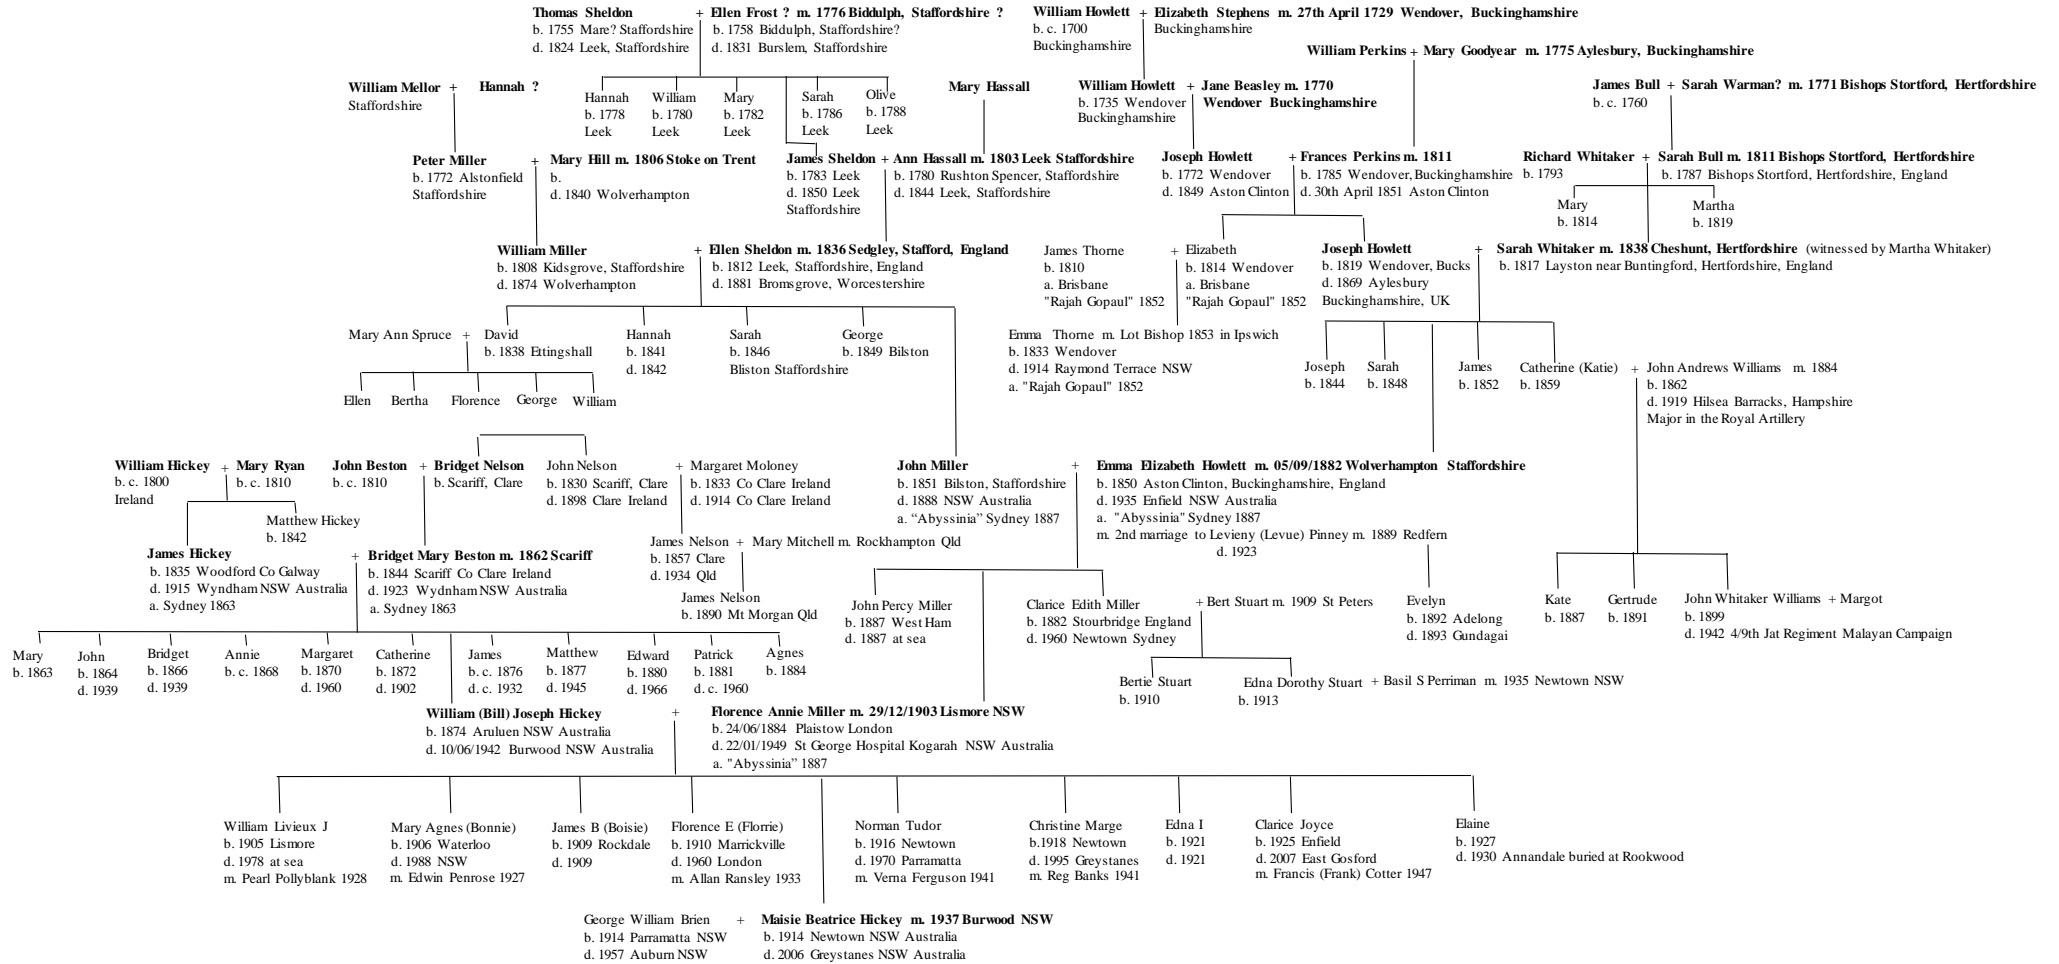 Thomas Sheldon + Ellen Frost ? m. 1776 Biddulph, Staffordshire ?
b. 1755 Mare? Staffordshire
b. 1758 Biddulph, Staffordshire?
d. 1824 Leek, Staffordshire
d. 1831 Burslem, Staffordshire
William Howlett + Elizabeth Stephens m. 27th April 1729 Wendover, Buckinghamshire
b. c. 1700
Buckinghamshire
Buckinghamshire
William Perkins + Mary Goodyear m. 1775 Aylesbury, Buckinghamshire
William Mellor + Hannah ?
Staffordshire
Hannah
b. 1778
Leek
William
b. 1780
Leek
Mary
b. 1782
Leek
Sarah
b. 1786
Leek
Olive
b. 1788
Leek
Mary Hassall
William Howlett + Jane Beasley m. 1770
b. 1735 Wendover
Buckinghamshire
Wendover Buckinghamshire
James Bull + Sarah Warman? m. 1771 Bishops Stortford, Hertfordshire
b. c. 1760
Peter Miller + Mary Hill m. 1806 Stoke on Trent
b. 1772 Alstonfield
Staffordshire
b.
d. 1840 Wolverhampton
James Sheldon + Ann Hassall m. 1803 Leek Staffordshire
b. 1783 Leek
d. 1850 Leek
Staffordshire
b. 1780 Rushton Spencer, Staffordshire
d. 1844 Leek, Staffordshire
Joseph Howlett + Frances Perkins m. 1811
b. 1772 Wendover
d. 1849 Aston Clinton
b. 1785 Wendover, Buckinghamshire
d. 30th April 1851 Aston Clinton
Richard Whitaker + Sarah Bull m. 1811 Bishops Stortford, Hertfordshire
b. 1793
b. 1787 Bishops Stortford, Hertfordshire, England
Mary
b. 1814
Martha
b. 1819
William Miller + Ellen Sheldon m. 1836 Sedgley, Stafford, England
b. 1808 Kidsgrove, Staffordshire
d. 1874 Wolverhampton
b. 1812 Leek, Staffordshire, England
d. 1881 Bromsgrove, Worcestershire
James Thorne + Elizabeth
b. 1810
a. Brisbane
"Rajah Gopaul" 1852
b. 1814 Wendover
a. Brisbane
"Rajah Gopaul" 1852
Joseph Howlett + Sarah Whitaker m. 1838 Cheshunt, Hertfordshire (witnessed by Martha Whitaker)
b. 1819 Wendover, Bucks
d. 1869 Aylesbury
Buckinghamshire, UK
b. 1817 Layston near Buntingford, Hertfordshire, England
Mary Ann Spruce + David
b. 1838 Ettingshall
Hannah
b. 1841
d. 1842
Sarah
b. 1846
Bliston Staffordshire
George
b. 1849 Bilston
Emma Thorne m. Lot Bishop 1853 in Ipswich
b. 1833 Wendover
d. 1914 Raymond Terrace NSW
a. "Rajah Gopaul" 1852
Joseph
b. 1844
Sarah
b. 1848
James
b. 1852
Catherine (Katie) + John Andrews Williams m. 1884
b. 1859
b. 1862
d. 1919 Hilsea Barracks, Hampshire
Major in the Royal Artillery
Ellen Bertha Florence George William
William Hickey + Mary Ryan
b. c. 1800
Ireland
b. c. 1810
John Beston + Bridget Nelson
b. c. 1810
b. Scariff, Clare
John Nelson + Margaret Moloney
b. 1830 Scariff, Clare
d. 1898 Clare Ireland
b. 1833 Co Clare Ireland
d. 1914 Co Clare Ireland
John Miller + Emma Elizabeth Howlett m. 05/09/1882 Wolverhampton Staffordshire
b. 1851 Bilston, Staffordshire
d. 1888 NSW Australia
a. “Abyssinia” Sydney 1887
b. 1850 Aston Clinton, Buckinghamshire, England
d. 1935 Enfield NSW Australia
a. "Abyssinia" Sydney 1887
m. 2nd marriage to Levieny (Levue) Pinney m. 1889 Redfern
d. 1923
Matthew Hickey
b. 1842
James Nelson + Mary Mitchell m. Rockhampton Qld
b. 1857 Clare
d. 1934 Qld
James Hickey + Bridget Mary Beston m. 1862 Scariff
b. 1835 Woodford Co Galway
d. 1915 Wyndham NSW Australia
a. Sydney 1863
b. 1844 Scariff Co Clare Ireland
d. 1923 Wydnham NSW Australia
a. Sydney 1863
James Nelson
b. 1890 Mt Morgan Qld
John Percy Miller
b. 1887 West Ham
d. 1887 at sea
Clarice Edith Miller + Bert Stuart m. 1909 St Peters
b. 1882 Stourbridge England
d. 1960 Newtown Sydney
Evelyn
b. 1892 Adelong
d. 1893 Gundagai
Kate
b. 1887
Gertrude
b. 1891
John Whitaker Williams + Margot
b. 1899
d. 1942 4/9th Jat Regiment Malayan Campaign
Mary
b. 1863
John
b. 1864
d. 1939
Bridget
b. 1866
d. 1939
Annie
b. c. 1868
Margaret
b. 1870
d. 1960
Catherine
b. 1872
d. 1902
James
b. c. 1876
d. c. 1932
Matthew
b. 1877
d. 1945
Edward
b. 1880
d. 1966
Patrick
b. 1881
d. c. 1960
Agnes
b. 1884
Bertie Stuart
b. 1910
Edna Dorothy Stuart + Basil S Perriman m. 1935 Newtown NSW
b. 1913
William (Bill) Joseph Hickey + Florence Annie Miller m. 29/12/1903 Lismore NSW
b. 1874 Aruluen NSW Australia
d. 10/06/1942 Burwood NSW Australia
b. 24/06/1884 Plaistow London
d. 22/01/1949 St George Hospital Kogarah NSW Australia
a. "Abyssinia” 1887
William Livieux J
b. 1905 Lismore
d. 1978 at sea
m. Pearl Pollyblank 1928
Mary Agnes (Bonnie)
b. 1906 Waterloo
d. 1988 NSW
m. Edwin Penrose 1927
James B (Boisie)
b. 1909 Rockdale
d. 1909
Florence E (Florrie)
b. 1910 Marrickville
d. 1960 London
m. Allan Ransley 1933
Norman Tudor
b. 1916 Newtown
d. 1970 Parramatta
m. Verna Ferguson 1941
Christine Marge
b.1918 Newtown
d. 1995 Greystanes
m. Reg Banks 1941
Edna I
b. 1921
d. 1921
Clarice Joyce
b. 1925 Enfield
d. 2007 East Gosford
m. Francis (Frank) Cotter 1947
Elaine
b. 1927
d. 1930 Annandale buried at Rookwood
George William Brien + Maisie Beatrice Hickey m. 1937 Burwood NSW
b. 1914 Parramatta NSW
d. 1957 Auburn NSW
b. 1914 Newtown NSW Australia
d. 2006 Greystanes NSW Australia